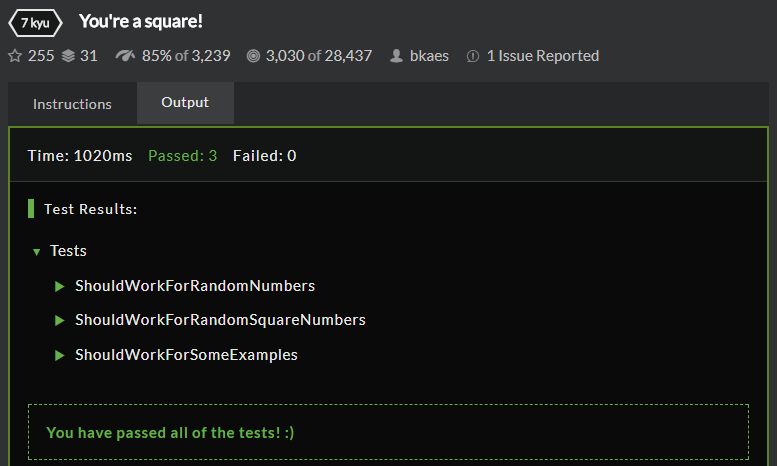 7 kyu You're a square!
255 31 85% of 3,239 3,030 of 28,437 bkaes 1 Issue Reported
Instructions Output
Time: 1020ms Passed: 3 Failed: 0
Test Results:
Tests
ShouldWorkForRandomNumbers
ShouldWorkForRandomSquareNumbers
ShouldWorkForSomeExamples
You have passed all of the tests! :)